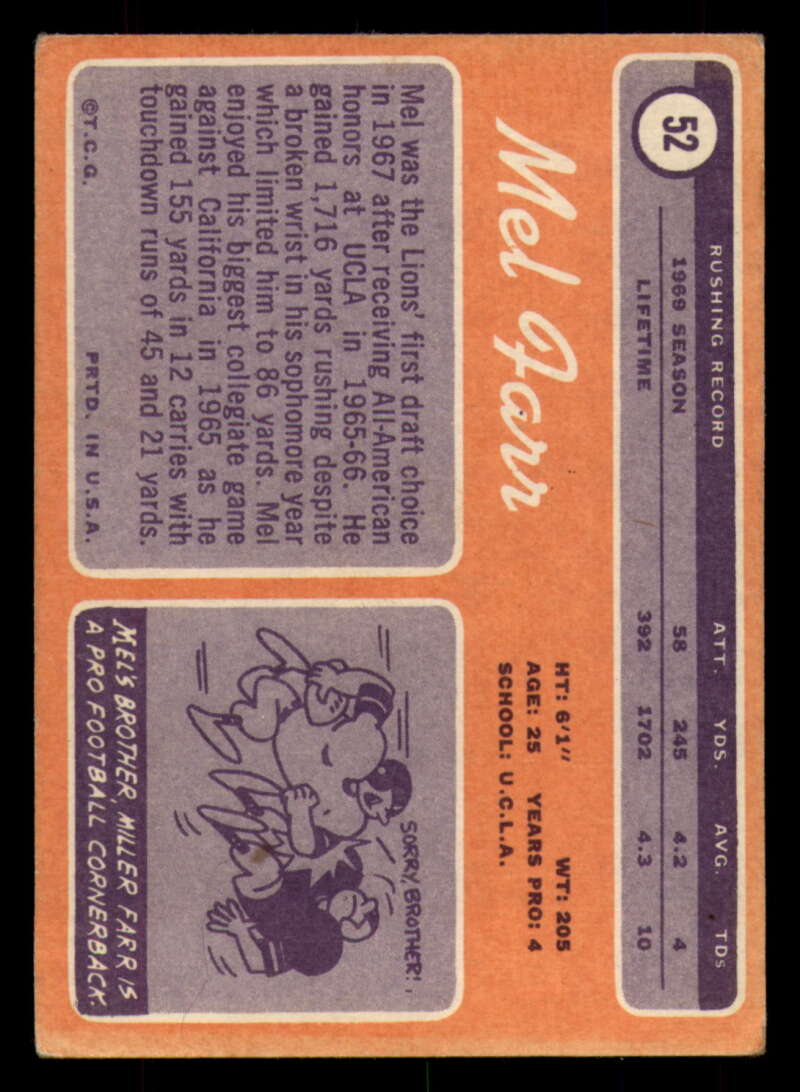 52
RUSHING RECORD ATT. YDS. AVG. TDs
1969 SEASON 58 245 4.2 4
LIFETIME 392 1702 4.3 10
Mel Farr
HT: 6'1" WT: 205
AGE: 25 YEARS PRO: 4
SCHOOL: U.C.L.A.
Mel was the Lions' first draft choice
in 1967 after receiving All-American
honors at UCLA in 1965-66. He
gained 1,716 yards rushing despite
a broken wrist in his sophomore year
which limited him to 86 yards. Mel
enjoyed his biggest collegiate game
against California in 1965 as he
gained 155 yards in 12 carries with
touchdown runs of 45 and 21 yards.
©T.C.G. PRTD. IN U.S.A.
SORRY, BROTHER!
MEL'S BROTHER, MILLER FARR IS
A PRO FOOTBALL CORNERBACK.